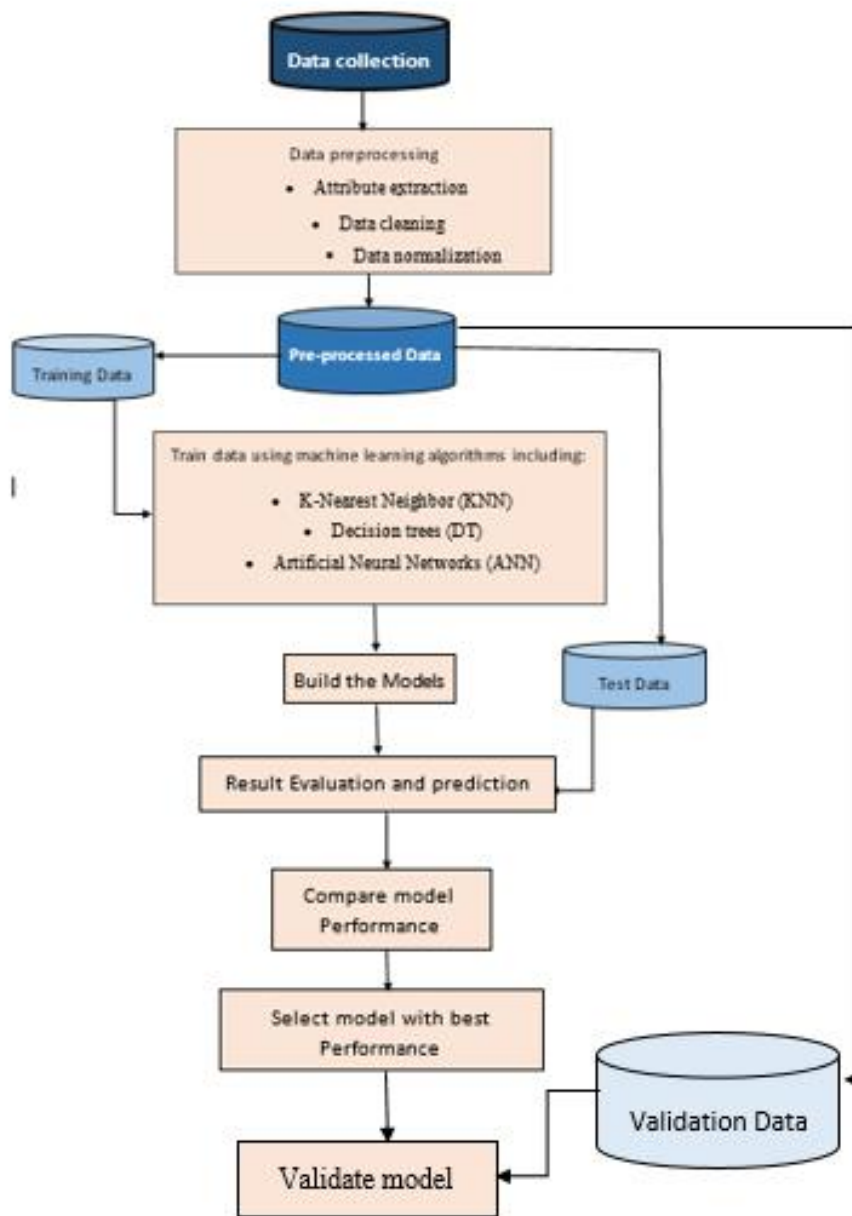 Data collection
Data preprocessing
• Attribute extraction
• Data cleaning
• Data normalization
Pre-processed Data
Training Data
Train data using machine learning algorithms including:
• K-Nearest Neighbor (KNN)
• Decision trees (DT)
• Artificial Neural Networks (ANN)
Build the Models
Test Data
Result Evaluation and prediction
Compare model
Performance
Select model with best
Performance
Validation Data
Validate model